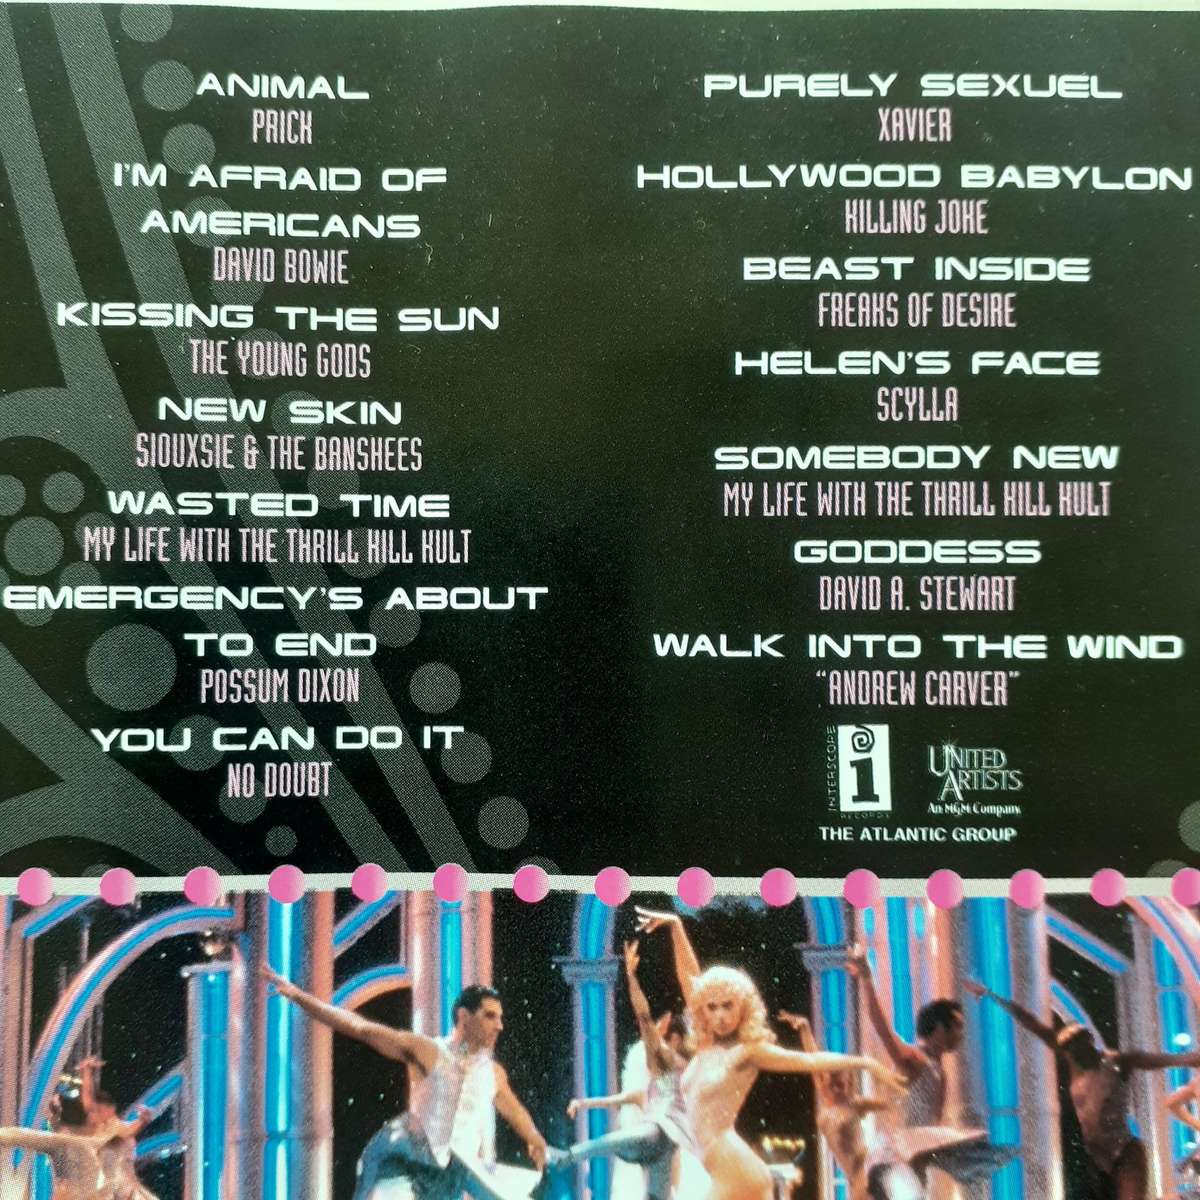 ANIMAL
PRICK
I'M AFRAID OF
AMERICANS
DAVID BOWIE
KISSING THE SUN
THE YOUNG GODS
NEW SKIN
SIOUXSIE & THE BANSHEES
WASTED TIME
MY LIFE WITH THE THRILL KILL KULT
EMERGENCY'S ABOUT
TO END
POSSUM DIXON
YOU CAN DO IT
NO DOUBT
PURELY SEXUEL
XAVIER
HOLLYWOOD BABYLON
KILLING JOKE
BEAST INSIDE
FREAKS OF DESIRE
HELEN'S FACE
SCYLLA
SOMEBODY NEW
MY LIFE WITH THE THRILL KILL KULT
GODDESS
DAVID A. STEWART
WALK INTO THE WIND
"ANDREW CARVER"
INTERSCOPE
i
RECORDS
UNITED
ARTISTS
An MGM Company
THE ATLANTIC GROUP